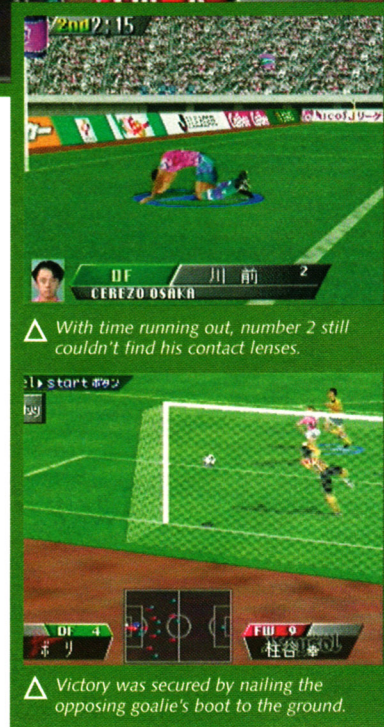 2nd 2:15
Nicos Jリーグ
DF 川前 2
CEREZO OSAKA
△ With time running out, number 2 still
couldn't find his contact lenses.
start ボタン
DF 4
FW 9
柱谷 幸
△ Victory was secured by nailing the
opposing goalie's boot to the ground.